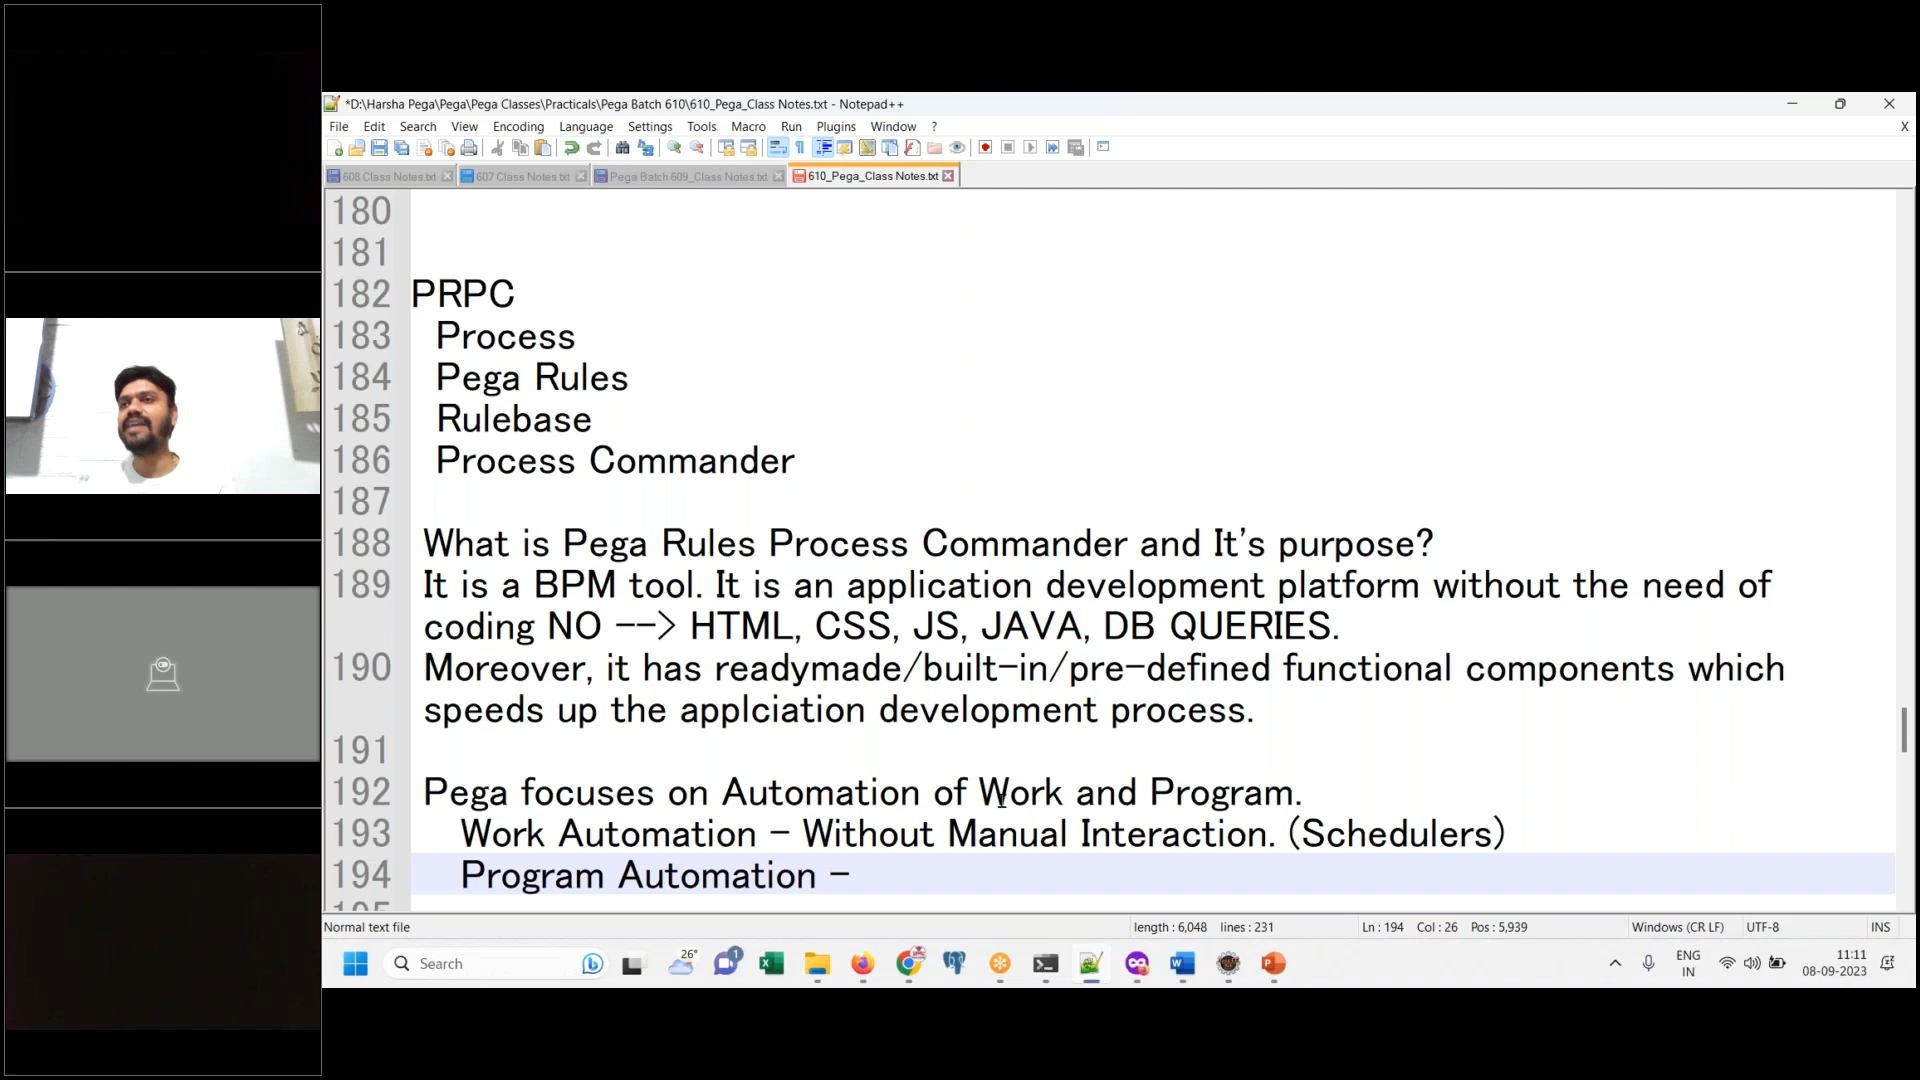 *D:\Harsha Pega\Pega\Pega Classes\Practicals\Pega Batch 610\610_Pega_Class Notes.txt - Notepad++
File Edit Search View Encoding Language Settings Tools Macro Run Plugins Window ? X
608 Class Notes.txt 607 Class Notes.txt Pega Batch 609_Class Notes.txt 610_Pega_Class Notes.txt
180
181
182 PRPC
183 Process
184 Pega Rules
185 Rulebase
186 Process Commander
187
188 What is Pega Rules Process Commander and It's purpose?
189 It is a BPM tool. It is an application development platform without the need of
coding NO --> HTML, CSS, JS, JAVA, DB QUERIES.
190 Moreover, it has readymade/built-in/pre-defined functional components which
speeds up the applciation development process.
191
192 Pega focuses on Automation of Work and Program.
193 Work Automation - Without Manual Interaction. (Schedulers)
194 Program Automation -
195
Normal text file length : 6,048 lines : 231 Ln : 194 Col : 26 Pos : 5,939 Windows (CR LF) UTF-8 INS
Search 26° 1 ENG 11:11
IN 08-09-2023